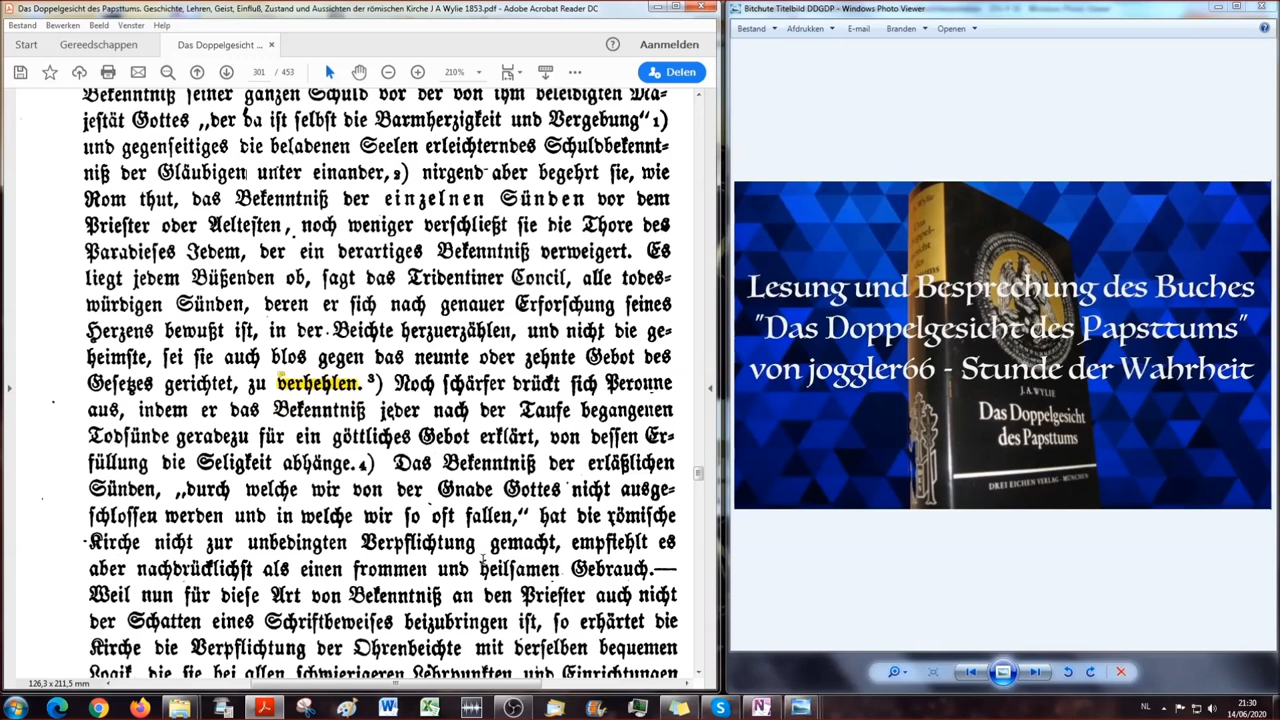 Das Doppelgesicht des Papsttums. Geschichte, Lehren, Geist, Einfluß, Zustand und Aussichten der römischen Kirche J A Wylie 1853.pdf - Adobe Acrobat Reader DC
Bestand Bewerken Beeld Venster Help
Start Gereedschappen Das Doppelgesicht ... × Aanmelden
301 / 453 210% Delen
Bekenntniß seiner ganzen Schuld vor der von ihm beleidigten Ma-
jestät Gottes „der da ist selbst die Barmherzigkeit und Vergebung“ 1)
und gegenseitiges die beladenen Seelen erleichterndes Schuldbekennt-
niß der Gläubigen unter einander, 2) nirgend aber begehrt sie, wie
Rom thut, das Bekenntniß der einzelnen Sünden vor dem
Priester oder Aeltesten, noch weniger verschließt sie die Thore des
Paradieses Jedem, der ein derartiges Bekenntniß verweigert. Es
liegt jedem Büßenden ob, sagt das Tridentiner Concil, alle todes-
würdigen Sünden, deren er sich nach genauer Erforschung seines
Herzens bewußt ist, in der Beichte herzuerzählen, und nicht die ge-
heimste, sei sie auch blos gegen das neunte oder zehnte Gebot des
Gesetzes gerichtet, zu verhehlen. 3) Noch schärfer drückt sich Peronne
aus, indem er das Bekenntniß jeder nach der Taufe begangenen
Todsünde geradezu für ein göttliches Gebot erklärt, von dessen Er-
füllung die Seligkeit abhänge. 4) Das Bekenntniß der erläßlichen
Sünden, „durch welche wir von der Gnade Gottes nicht ausge-
schlossen werden und in welche wir so oft fallen,“ hat die römische
Kirche nicht zur unbedingten Verpflichtung gemacht, empfiehlt es
aber nachdrücklichst als einen frommen und heilsamen Gebrauch.—
Weil nun für diese Art von Bekenntniß an den Priester auch nicht
der Schatten eines Schriftbeweises beizubringen ist, so erhärtet die
Kirche die Verpflichtung der Ohrenbeichte mit derselben bequemen
Logik, die sie bei allen schwierigeren Lehrpunkten und Einrichtungen
126,3 x 211,5 mm
Bitchute Titelbild DDGDP - Windows Photo Viewer
Bestand Afdrukken E-mail Branden Openen
Lesung und Besprechung des Buches
"Das Doppelgesicht des Papsttums"
von joggler66 - Stunde der Wahrheit
J.A.WYLIE
Das Doppelgesicht
des Papsttums
DREI EICHEN VERLAG · MÜNCHEN
NL 21:30
14/06/2020